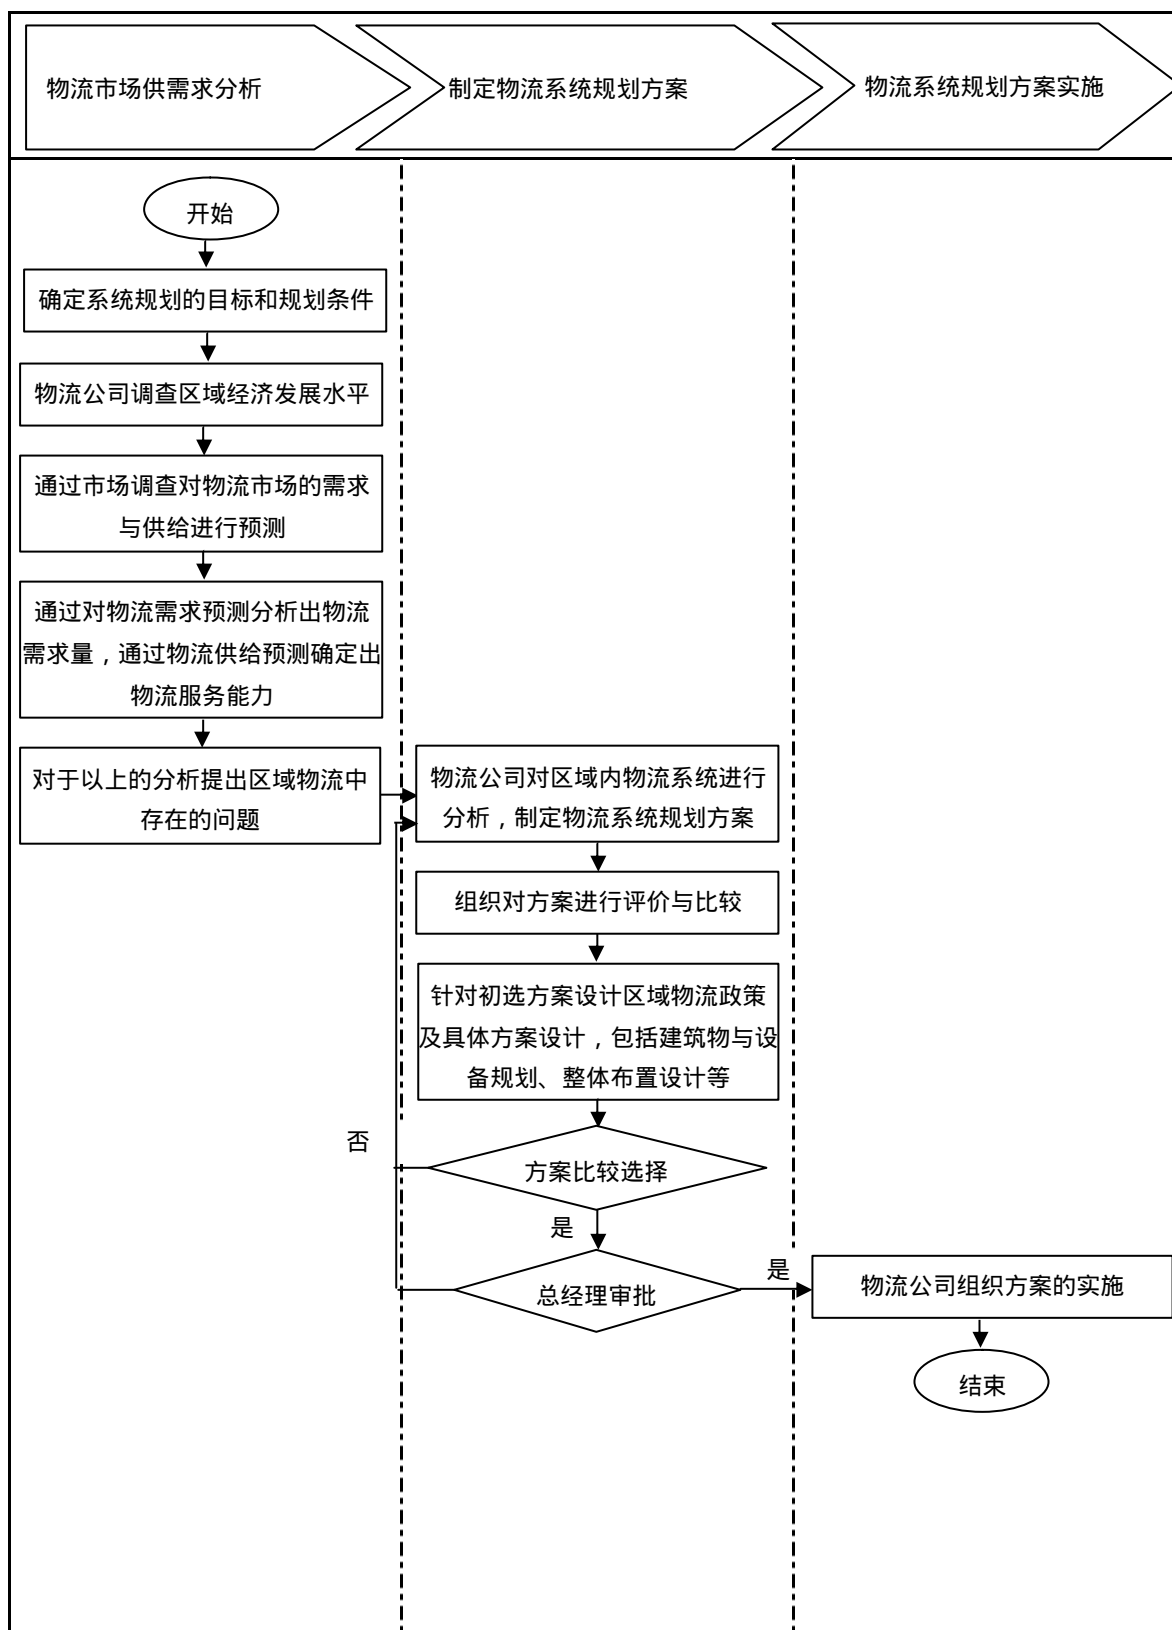 物流市场供需求分析
制定物流系统规划方案
物流系统规划方案实施
开始
确定系统规划的目标和规划条件
物流公司调查区域经济发展水平
通过市场调查对物流市场的需求
与供给进行预测
通过对物流需求预测分析出物流
需求量，通过物流供给预测确定出
物流服务能力
对于以上的分析提出区域物流中
存在的问题
物流公司对区域内物流系统进行
分析，制定物流系统规划方案
组织对方案进行评价与比较
针对初选方案设计区域物流政策
及具体方案设计，包括建筑物与设
备规划、整体布置设计等
否
方案比较选择
是
总经理审批
是
物流公司组织方案的实施
结束